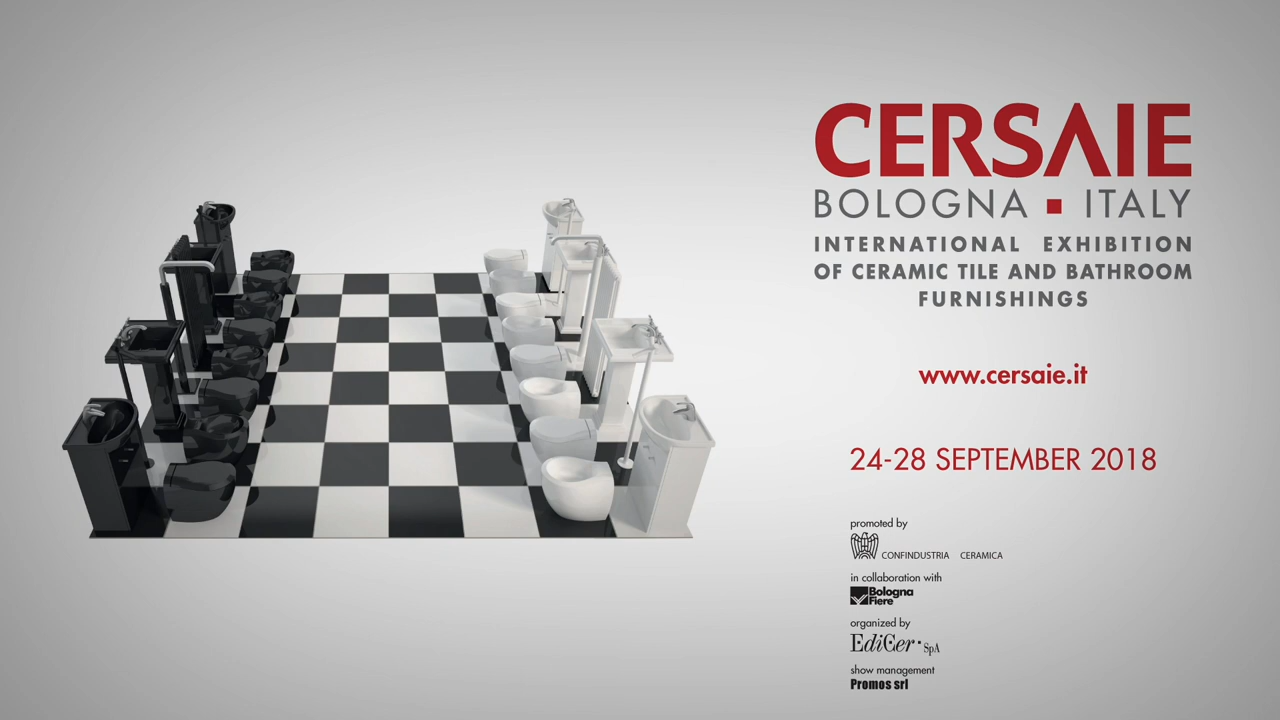 CERSAIE
BOLOGNA ▪ ITALY
INTERNATIONAL EXHIBITION
OF CERAMIC TILE AND BATHROOM
FURNISHINGS
www.cersaie.it
24-28 SEPTEMBER 2018
promoted by
CONFINDUSTRIA CERAMICA
in collaboration with
Bologna
Fiere
organized by
EdiCer SpA
show management
Promos srl